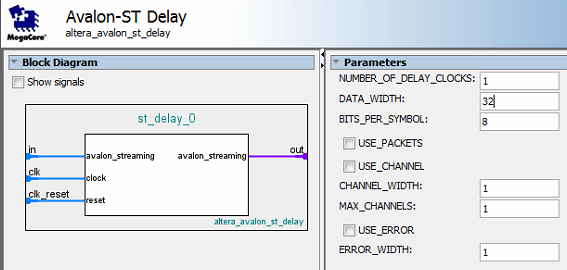 MegaCore
Avalon-ST Delay
altera_avalon_st_delay
Block Diagram
Show signals
st_delay_0
in
avalon_streaming
avalon_streaming
out
clk
clock
clk_reset
reset
altera_avalon_st_delay
Parameters
NUMBER_OF_DELAY_CLOCKS: 1
DATA_WIDTH: 32
BITS_PER_SYMBOL: 8
USE_PACKETS
USE_CHANNEL
CHANNEL_WIDTH: 1
MAX_CHANNELS: 1
USE_ERROR
ERROR_WIDTH: 1